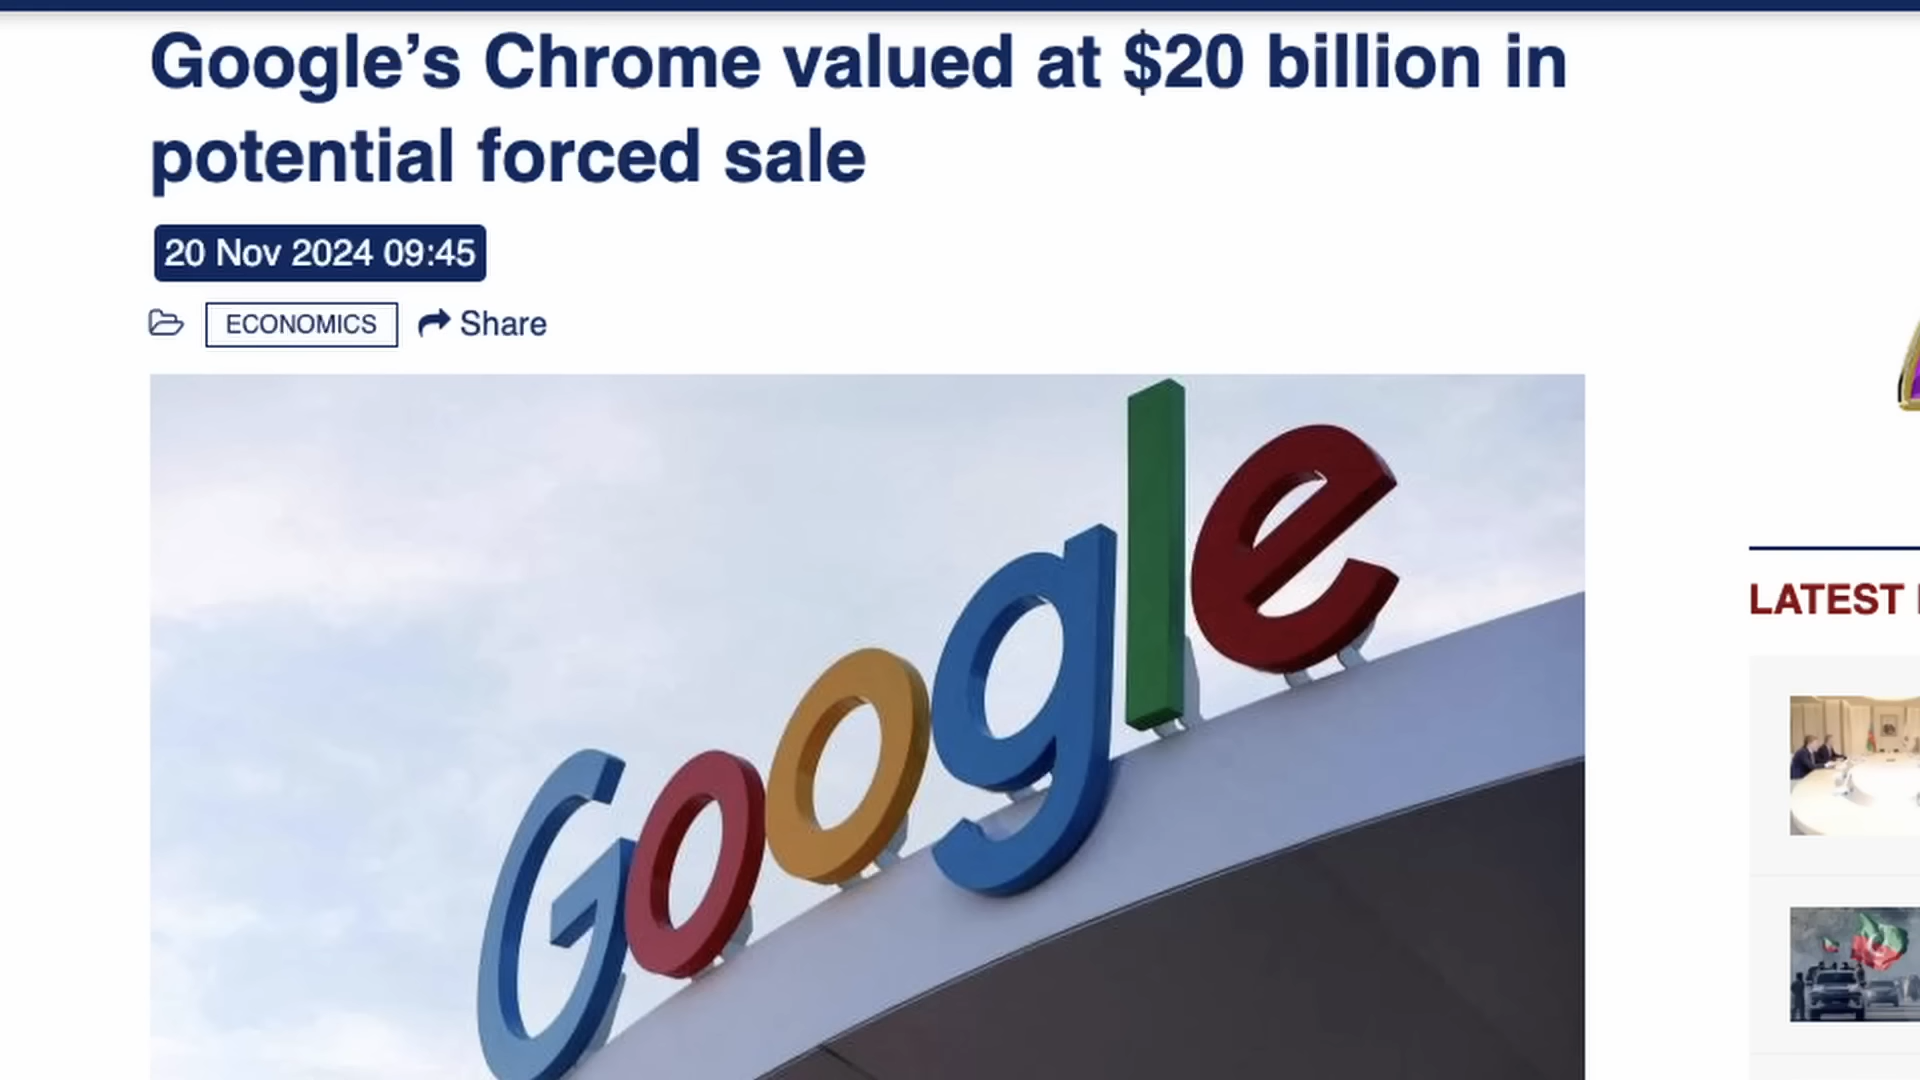 Google’s Chrome valued at $20 billion in
potential forced sale
20 Nov 2024 09:45
ECONOMICS
Share
Google
LATEST